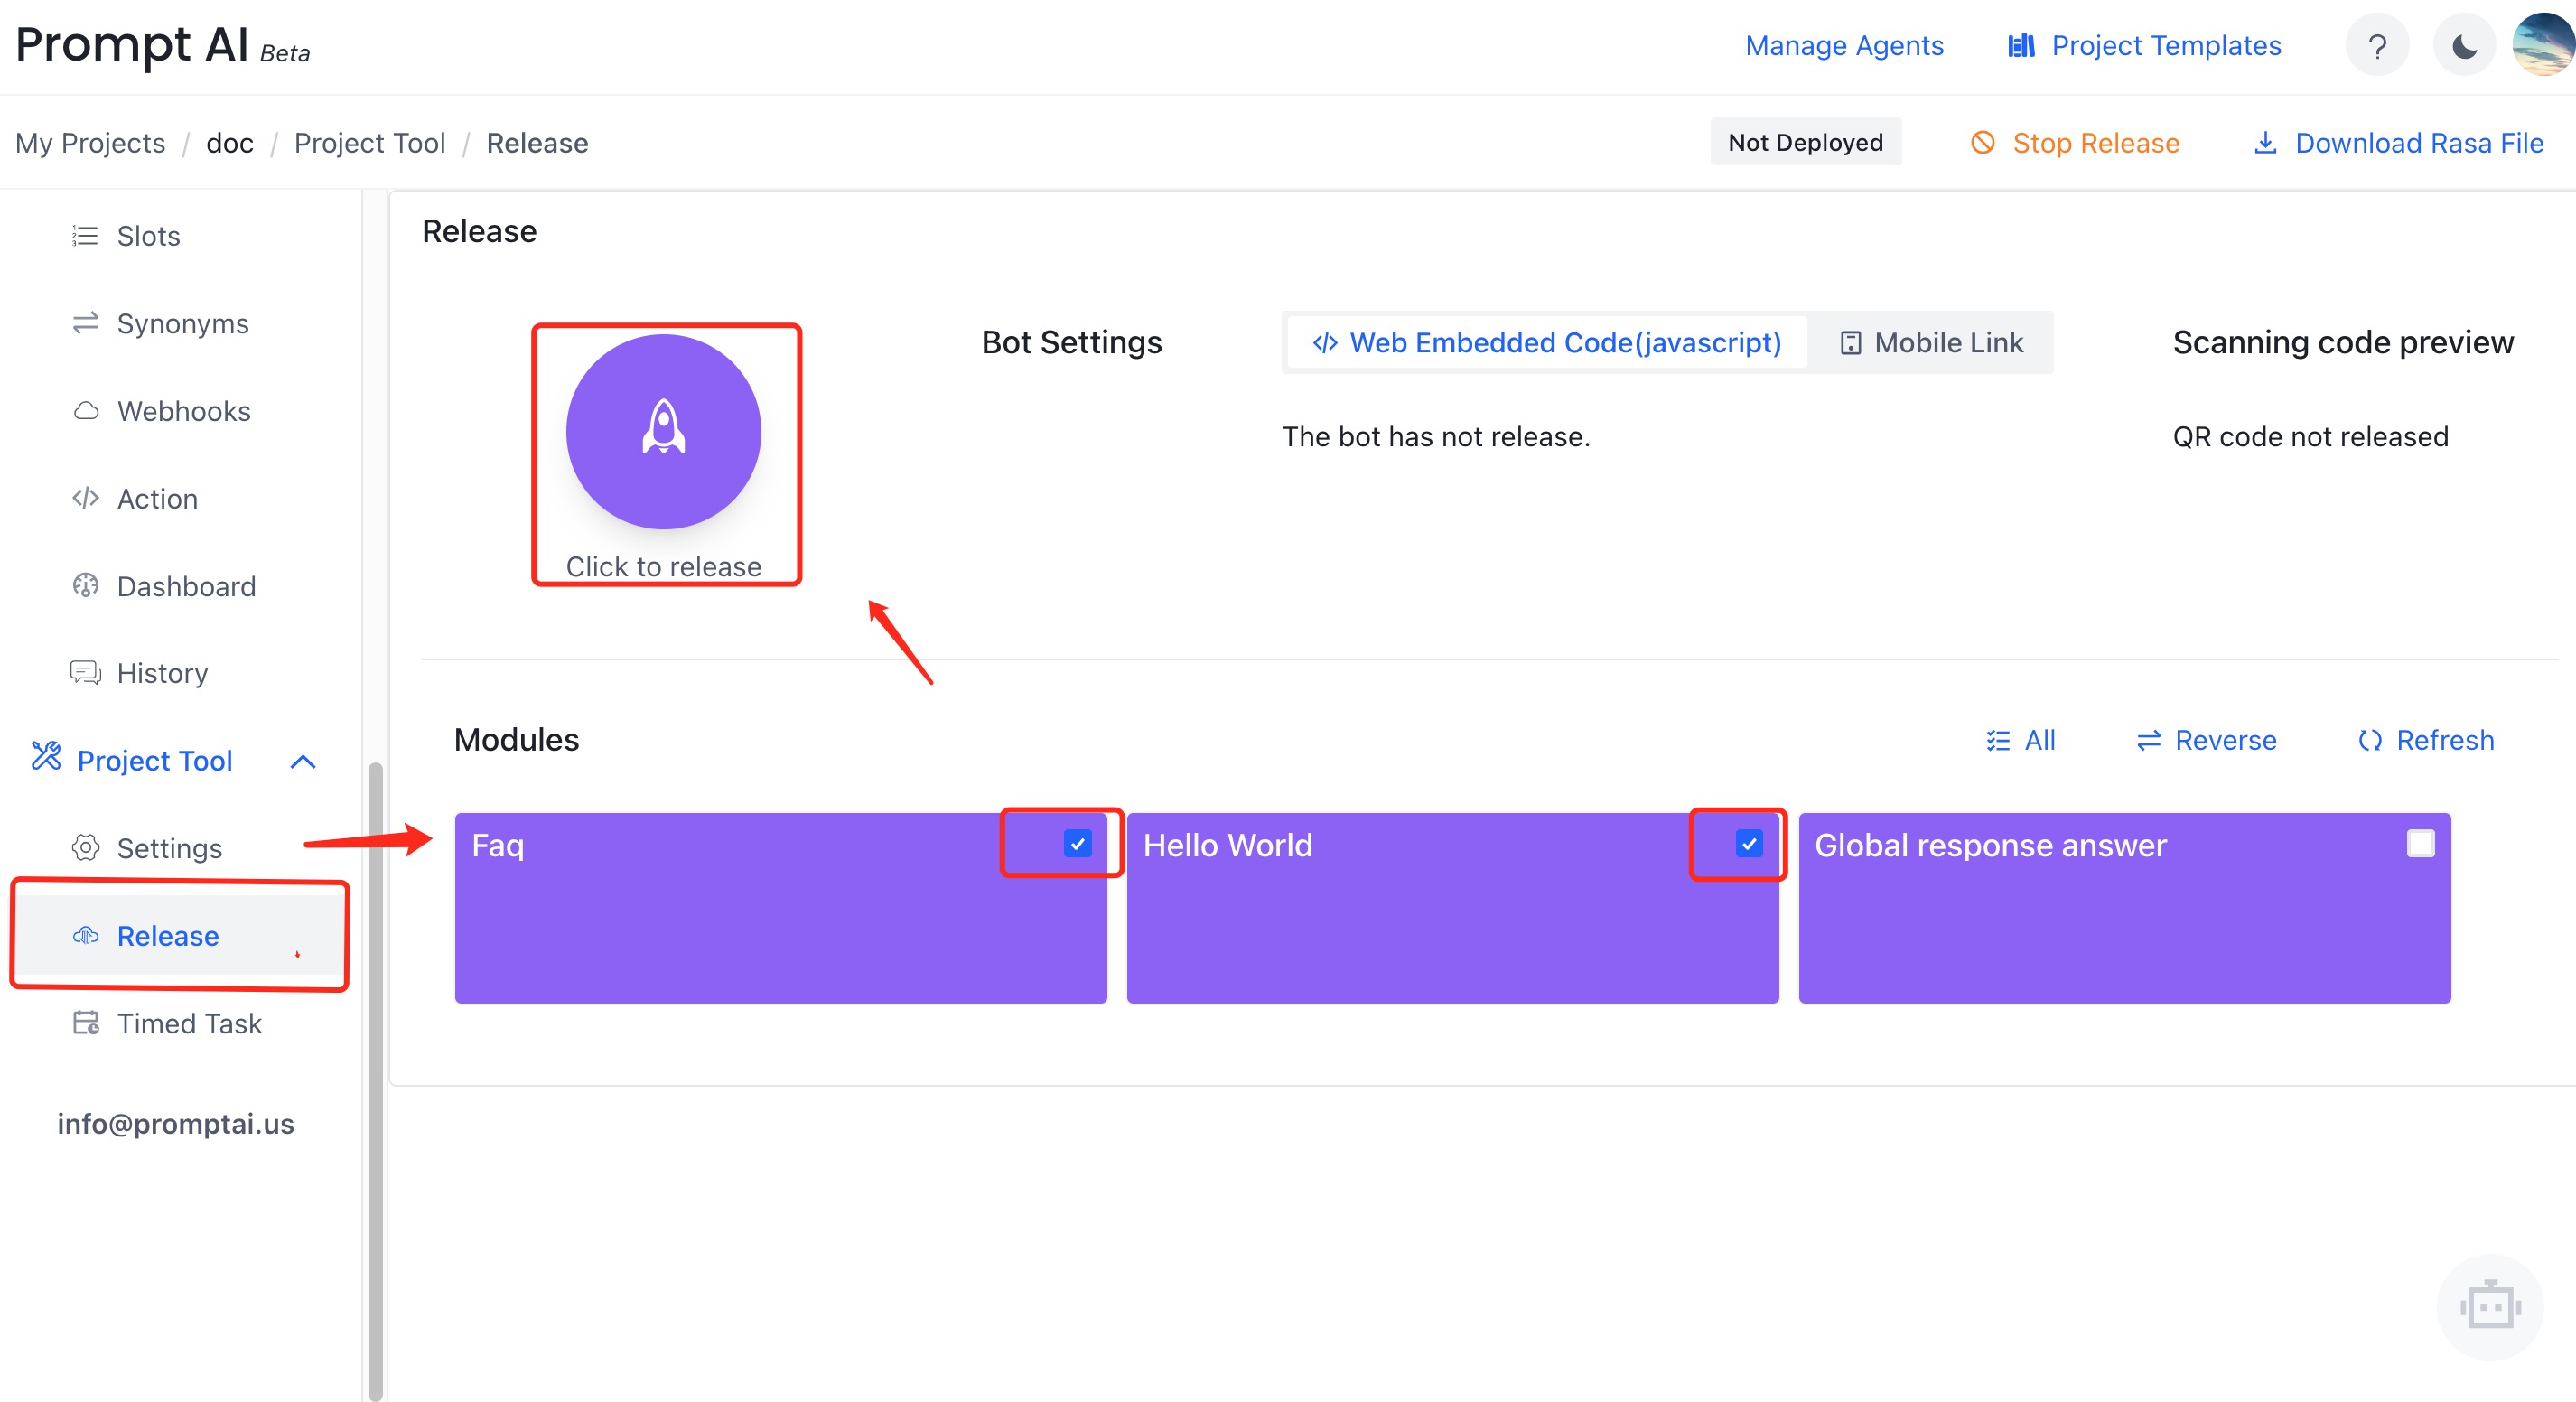 Prompt AI Beta
Manage Agents
Project Templates
?
My Projects / doc / Project Tool / Release
Not Deployed
Stop Release
Download Rasa File
Slots
Synonyms
Webhooks
Action
Dashboard
History
Project Tool
Settings
Release
Timed Task
info@promptai.us
Release
Click to release
Bot Settings
Web Embedded Code(javascript)
Mobile Link
The bot has not release.
Scanning code preview
QR code not released
Modules
All
Reverse
Refresh
Faq
Hello World
Global response answer